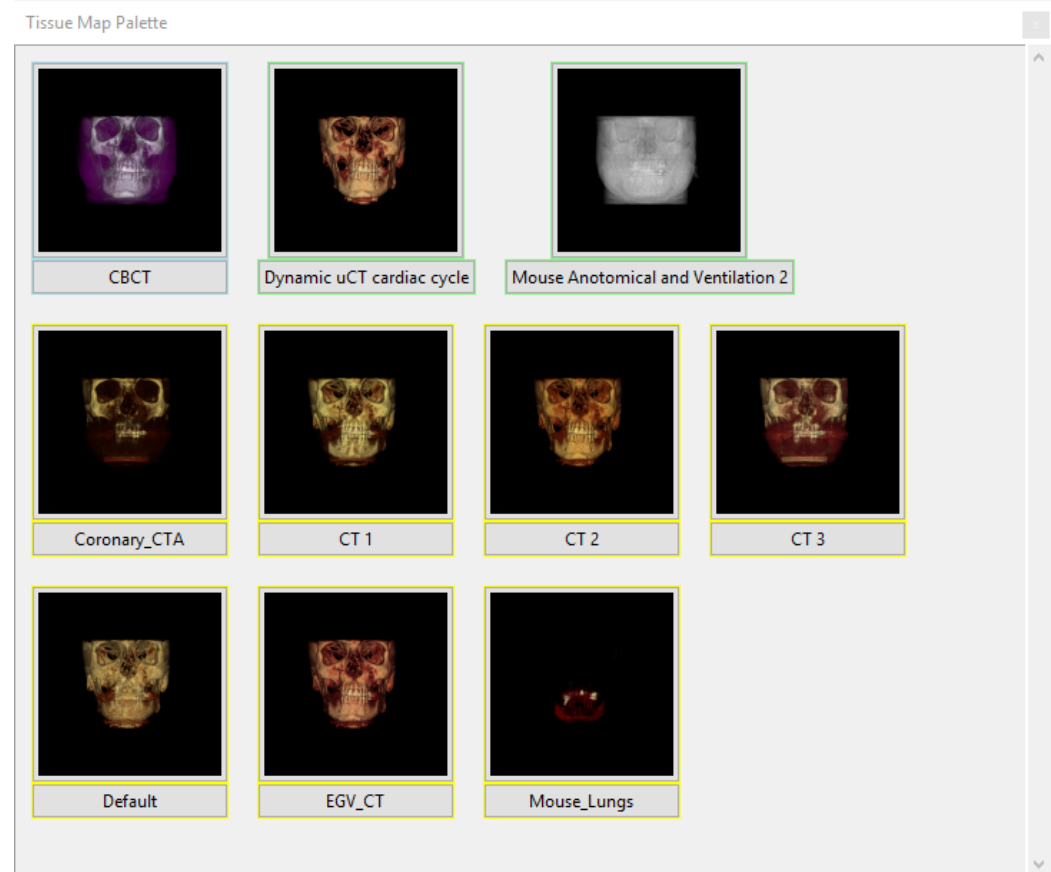 Tissue Map Palette
CBCT
Dynamic uCT cardiac cycle
Mouse Anotomical and Ventilation 2
Coronary_CTA
CT 1
CT 2
CT 3
Default
EGV_CT
Mouse_Lungs